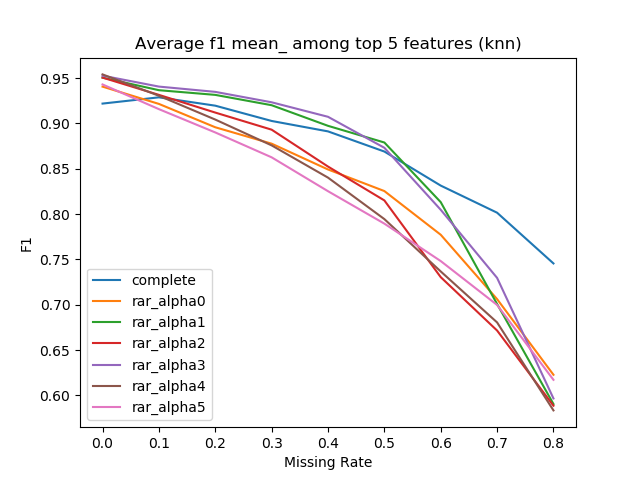 Average f1 mean_ among top 5 features (knn)
F1
0.95
0.90
0.85
0.80
0.75
0.70
0.65
0.60
complete
rar_alpha0
rar_alpha1
rar_alpha2
rar_alpha3
rar_alpha4
rar_alpha5
0.0 0.1 0.2 0.3 0.4 0.5 0.6 0.7 0.8
Missing Rate